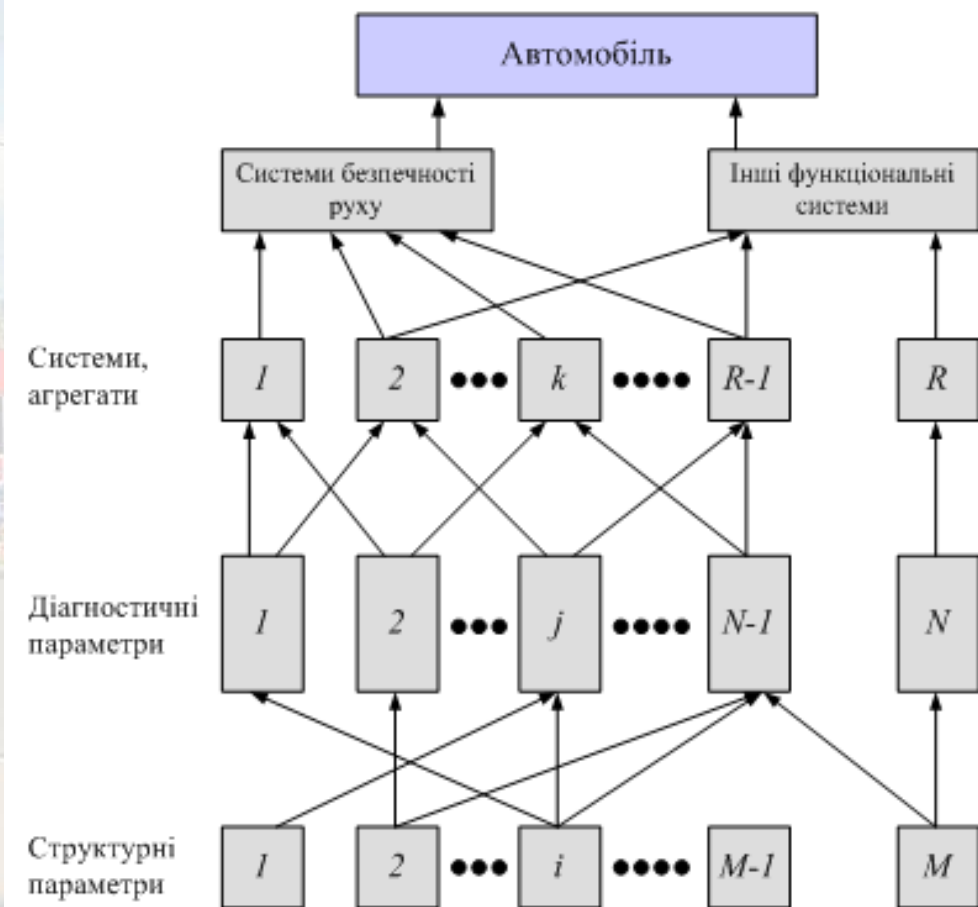 Автомобіль
Системи безпечності
руху
Інші функціональні
системи
Системи,
агрегати
1 2 k R-1 R
Діагностичні
параметри
1 2 j N-1 N
Структурні
параметри
1 2 i M-1 M